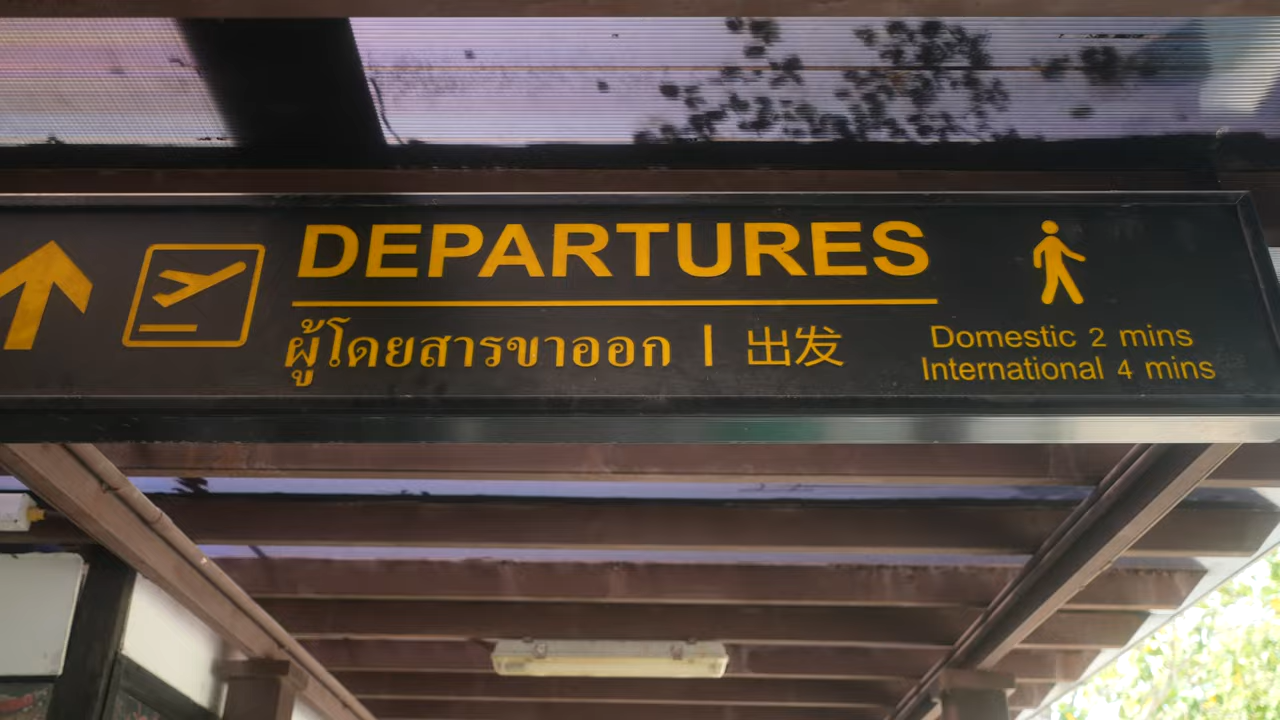 DEPARTURES
ผู้โดยสารขาออก | 出发
Domestic 2 mins
International 4 mins